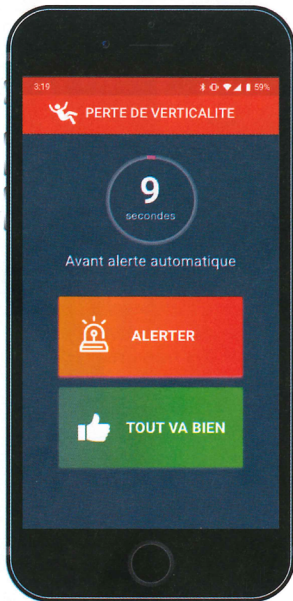 3:19 59%
PERTE DE VERTICALITE
9
secondes
Avant alerte automatique
ALERTER
TOUT VA BIEN